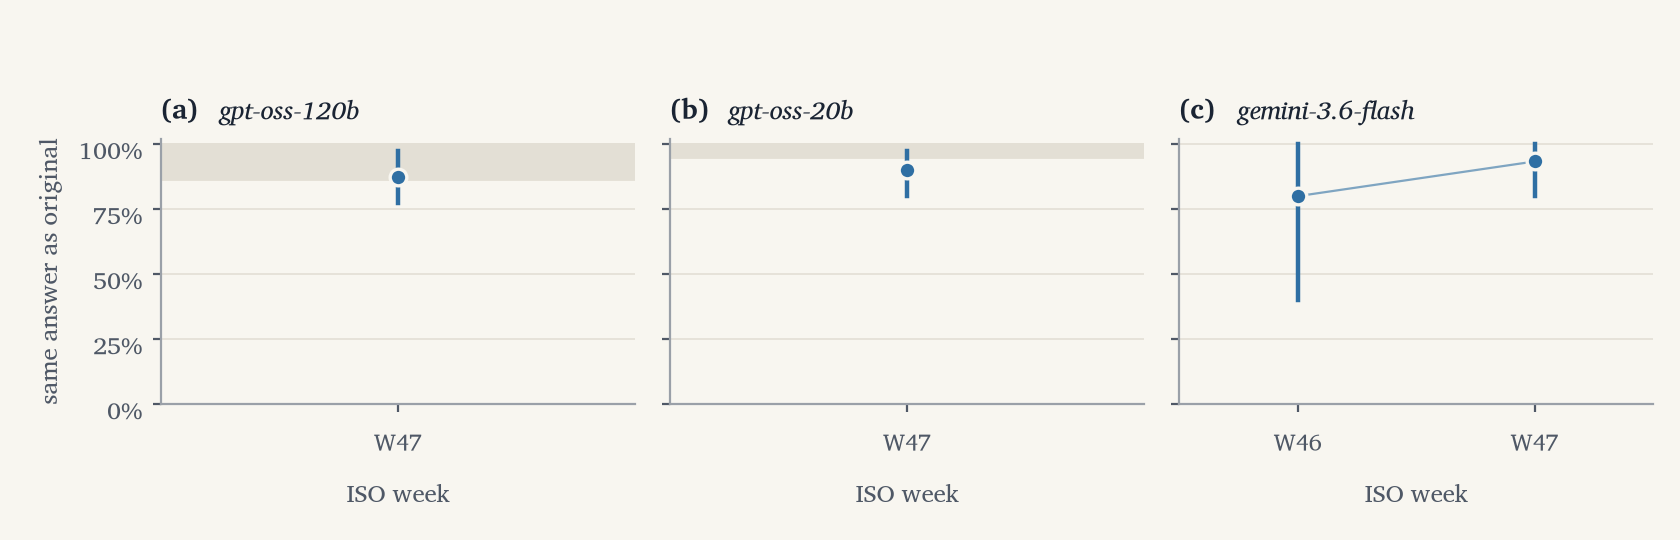 (a) gpt-oss-120b
(b) gpt-oss-20b
(c) gemini-3.6-flash
same answer as original
100%
75%
50%
25%
0%
W47
W47
W46
W47
ISO week
ISO week
ISO week